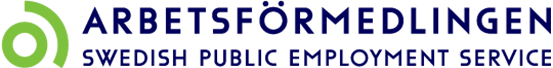 ARBETSFÖRMEDLINGEN
SWEDISH PUBLIC EMPLOYMENT SERVICE